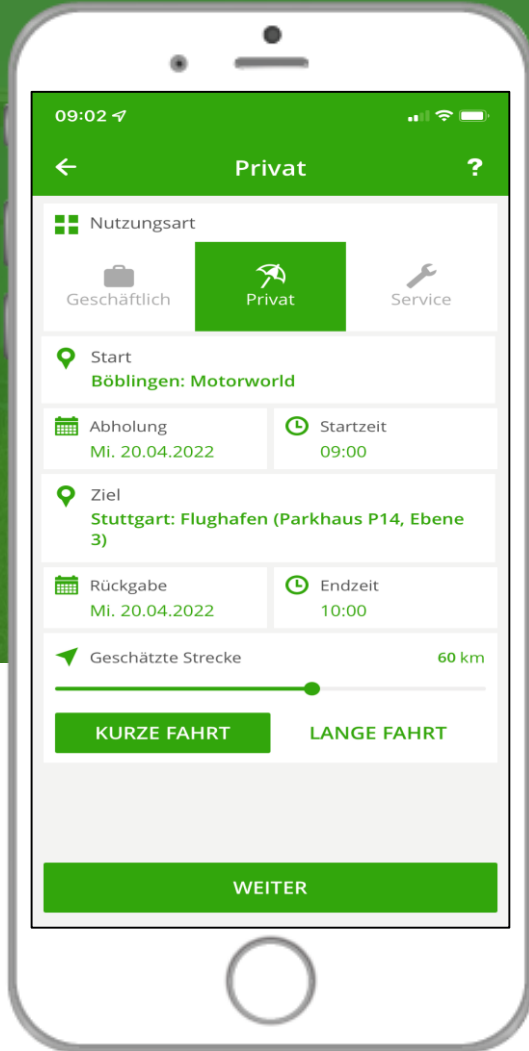 09:02
Privat ?
Nutzungsart
Geschäftlich Privat Service
Start
Böblingen: Motorworld
Abholung Startzeit
Mi. 20.04.2022 09:00
Ziel
Stuttgart: Flughafen (Parkhaus P14, Ebene
3)
Rückgabe Endzeit
Mi. 20.04.2022 10:00
Geschätzte Strecke 60 km
KURZE FAHRT LANGE FAHRT
WEITER